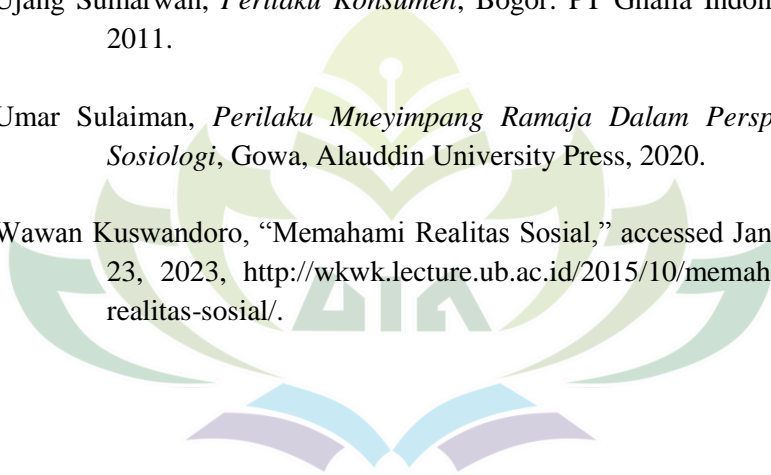 Ujang Sumarwan, Perilaku Konsumen, Bogor: PT Ghalia Indon
2011.
Umar Sulaiman, Perilaku Mneyimpang Ramaja Dalam Persp
Sosiologi, Gowa, Alauddin University Press, 2020.
Wawan Kuswandoro, “Memahami Realitas Sosial,” accessed Jan
23, 2023, http://wkwk.lecture.ub.ac.id/2015/10/memah
realitas-sosial/.